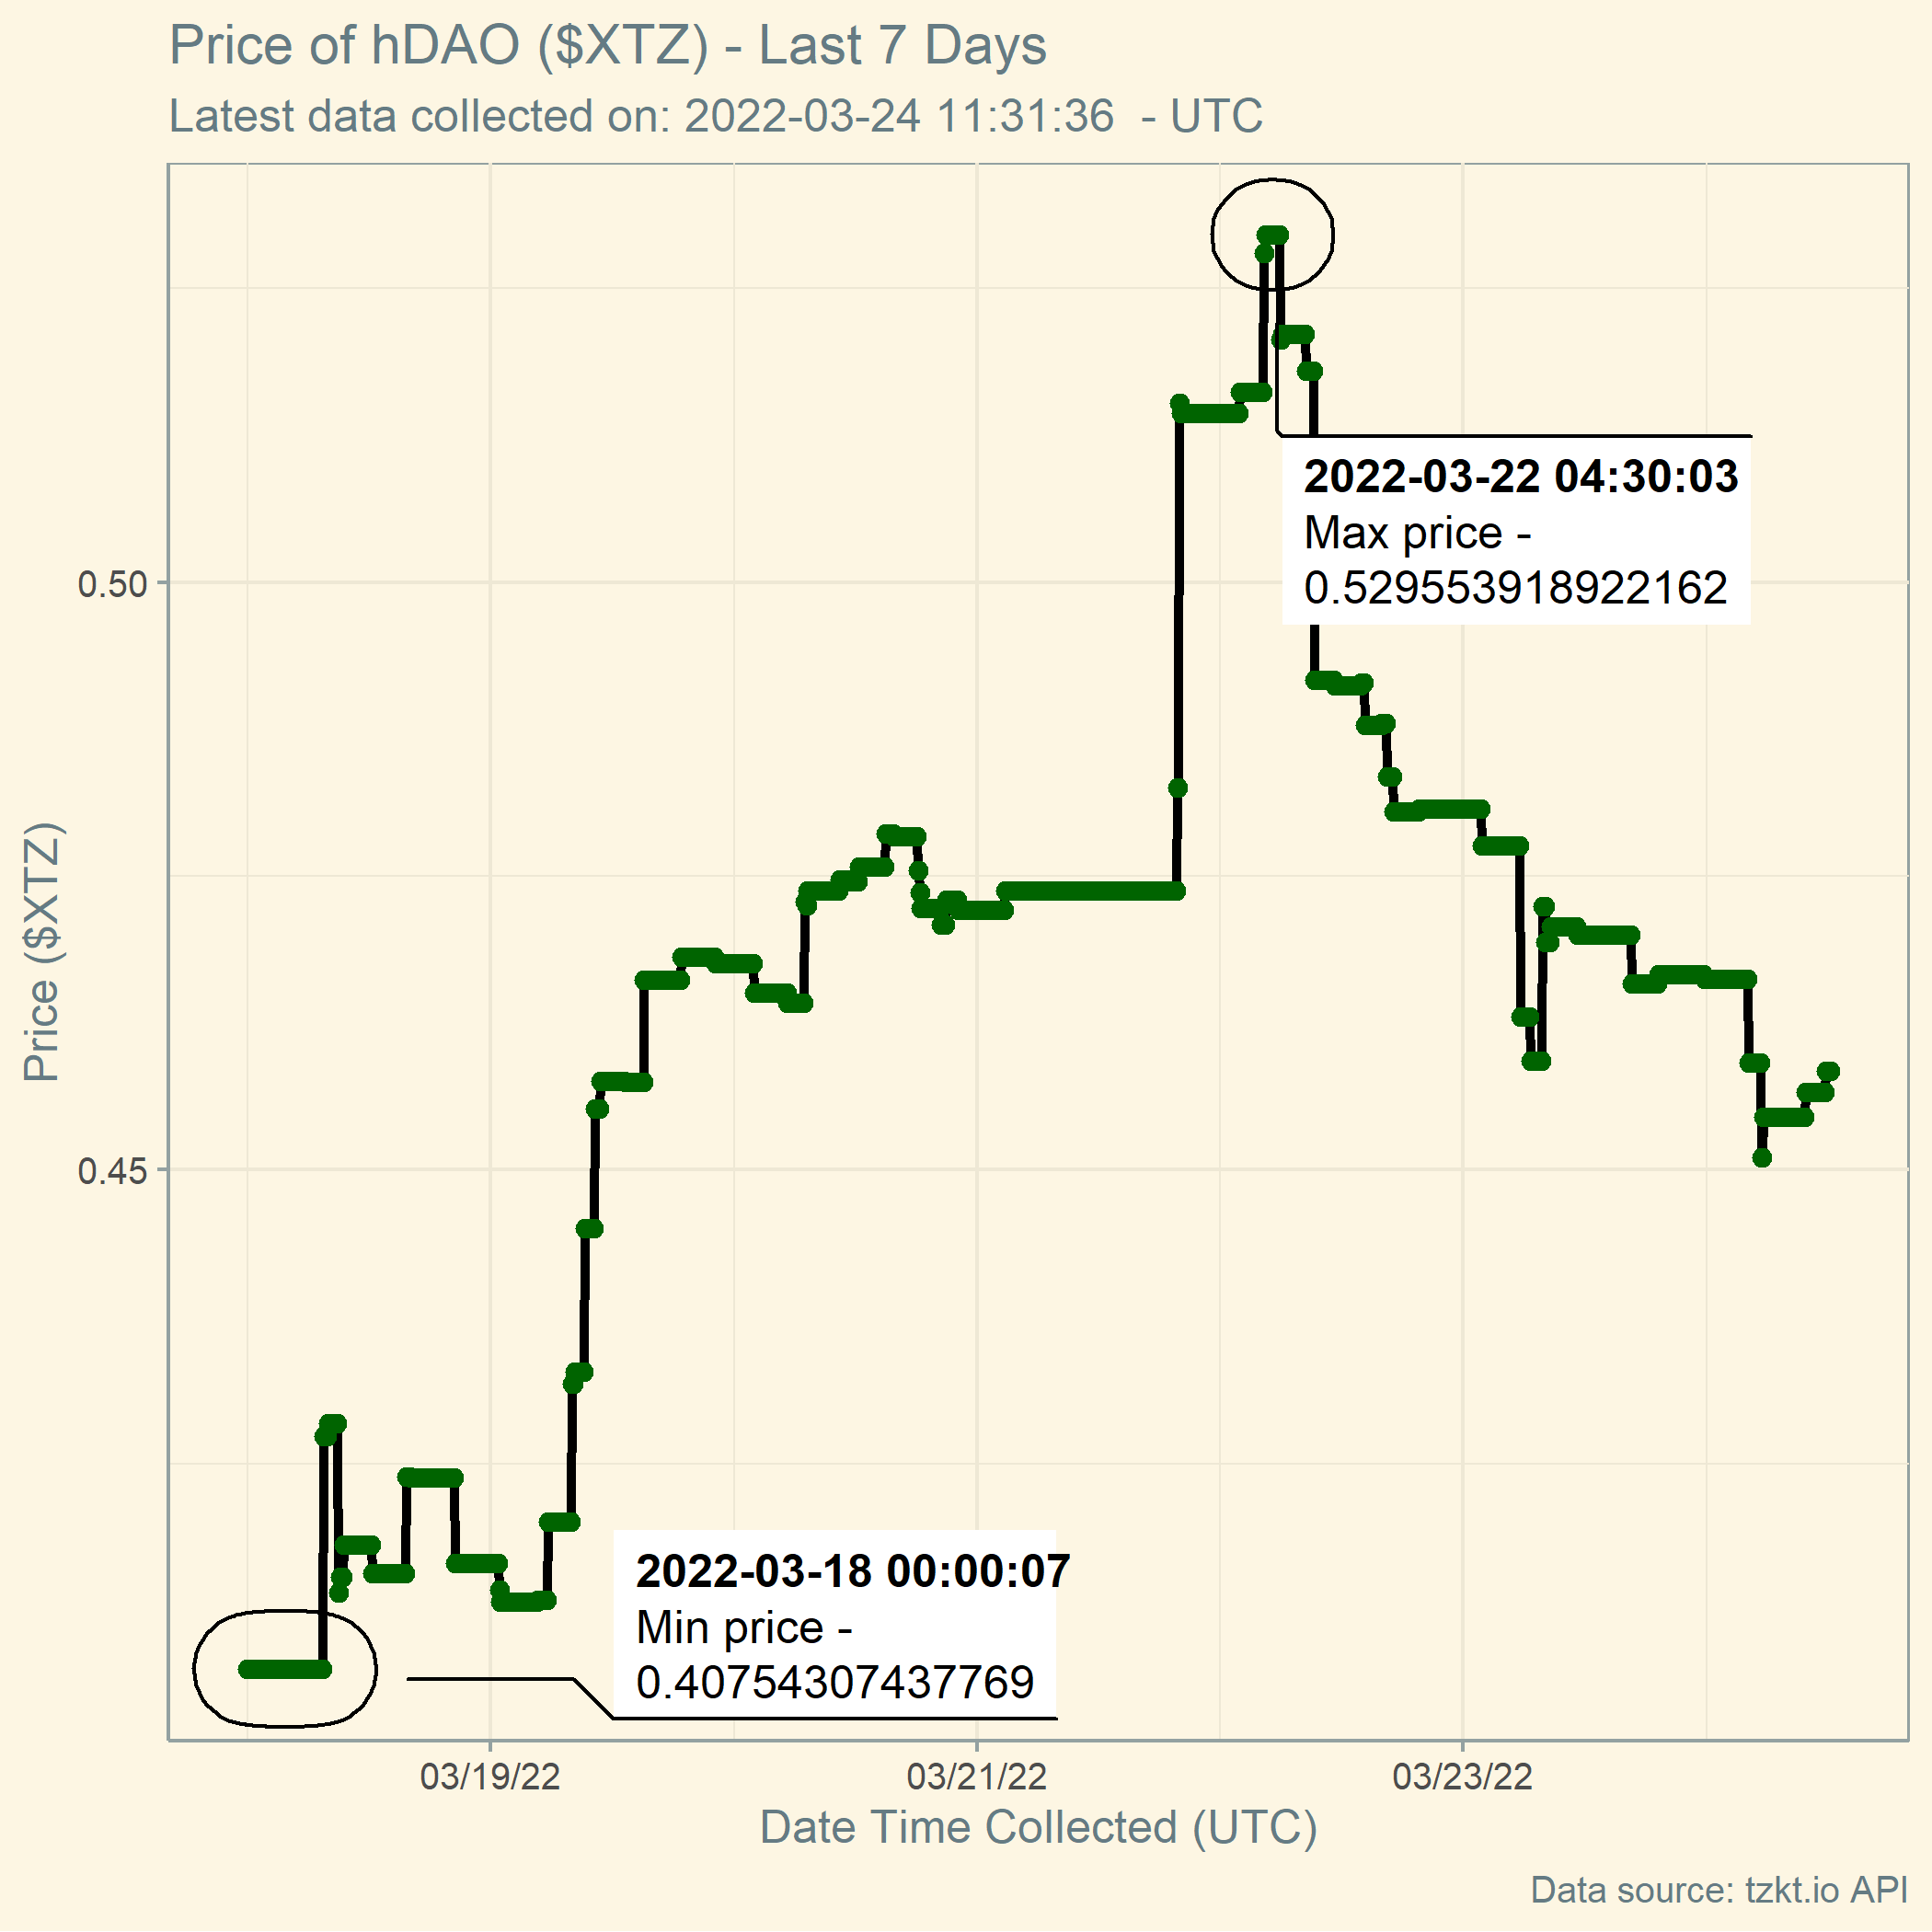 Price of hDAO ($XTZ) - Last 7 Days
Latest data collected on: 2022-03-24 11:31:36  - UTC
2022-03-22 04:30:03
Max price -
0.529553918922162
0.50
Price ($XTZ)
0.45
2022-03-18 00:00:07
Min price -
0.40754307437769
03/19/22
03/21/22
03/23/22
Date Time Collected (UTC)
Data source: tzkt.io API